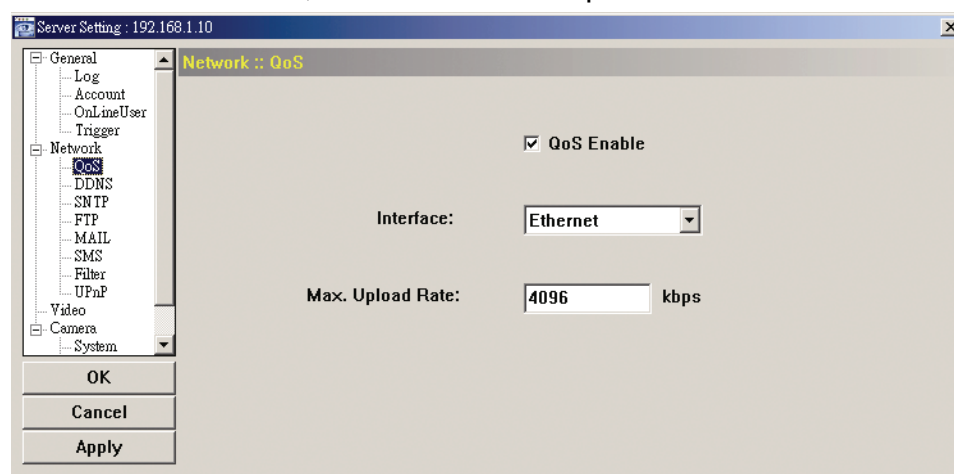 Server Setting : 192.168.1.10
General
Log
Account
OnLineUser
Trigger
Network
QoS
DDNS
SNTP
FTP
MAIL
SMS
Filter
UPnP
Video
Camera
System
OK
Cancel
Apply
Network :: QoS
QoS Enable
Interface: Ethernet
Max. Upload Rate: 4096 kbps